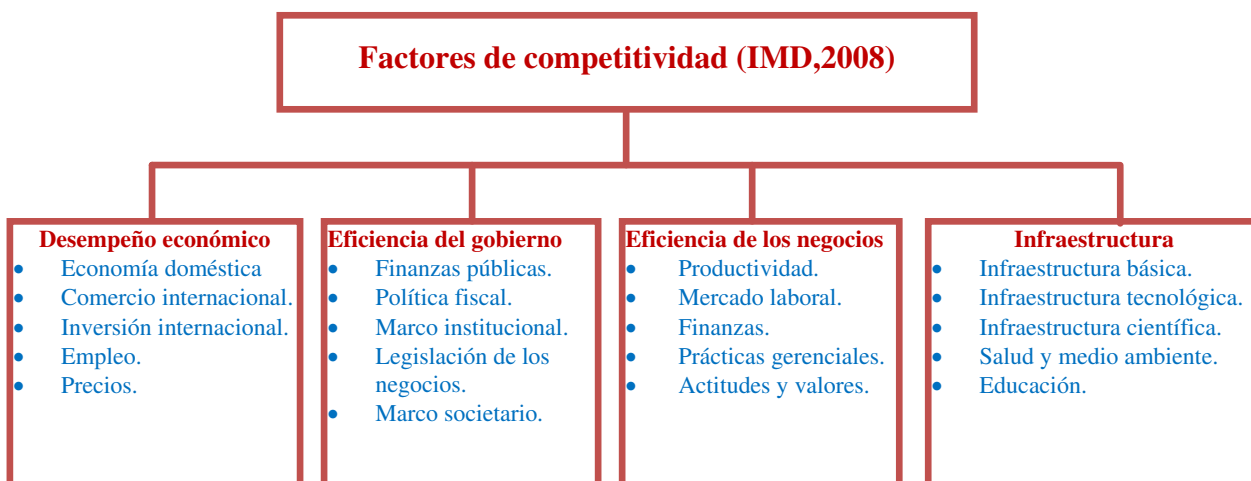 Factores de competitividad (IMD,2008)
Desempeño económico
• Economía doméstica
• Comercio internacional.
• Inversión internacional.
• Empleo.
• Precios.
Eficiencia del gobierno
• Finanzas públicas.
• Política fiscal.
• Marco institucional.
• Legislación de los
negocios.
• Marco societario.
Eficiencia de los negocios
• Productividad.
• Mercado laboral.
• Finanzas.
• Prácticas gerenciales.
• Actitudes y valores.
Infraestructura
• Infraestructura básica.
• Infraestructura tecnológica.
• Infraestructura científica.
• Salud y medio ambiente.
• Educación.